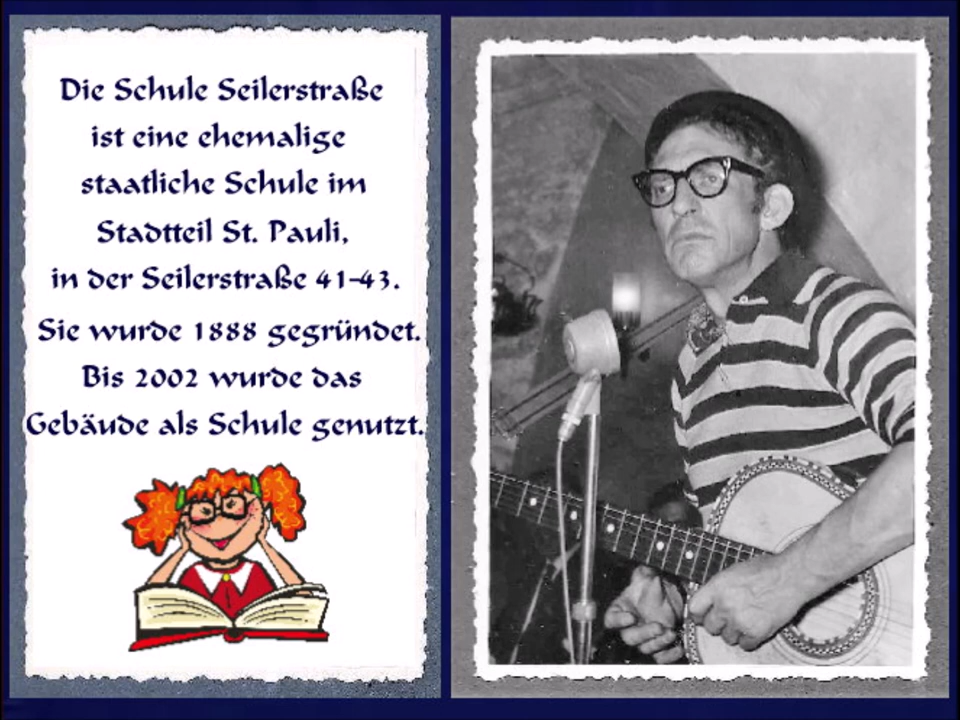 Die Schule Seilerstraße
ist eine ehemalige
staatliche Schule im
Stadtteil St. Pauli,
in der Seilerstraße 41-43.
Sie wurde 1888 gegründet.
Bis 2002 wurde das
Gebäude als Schule genutzt.